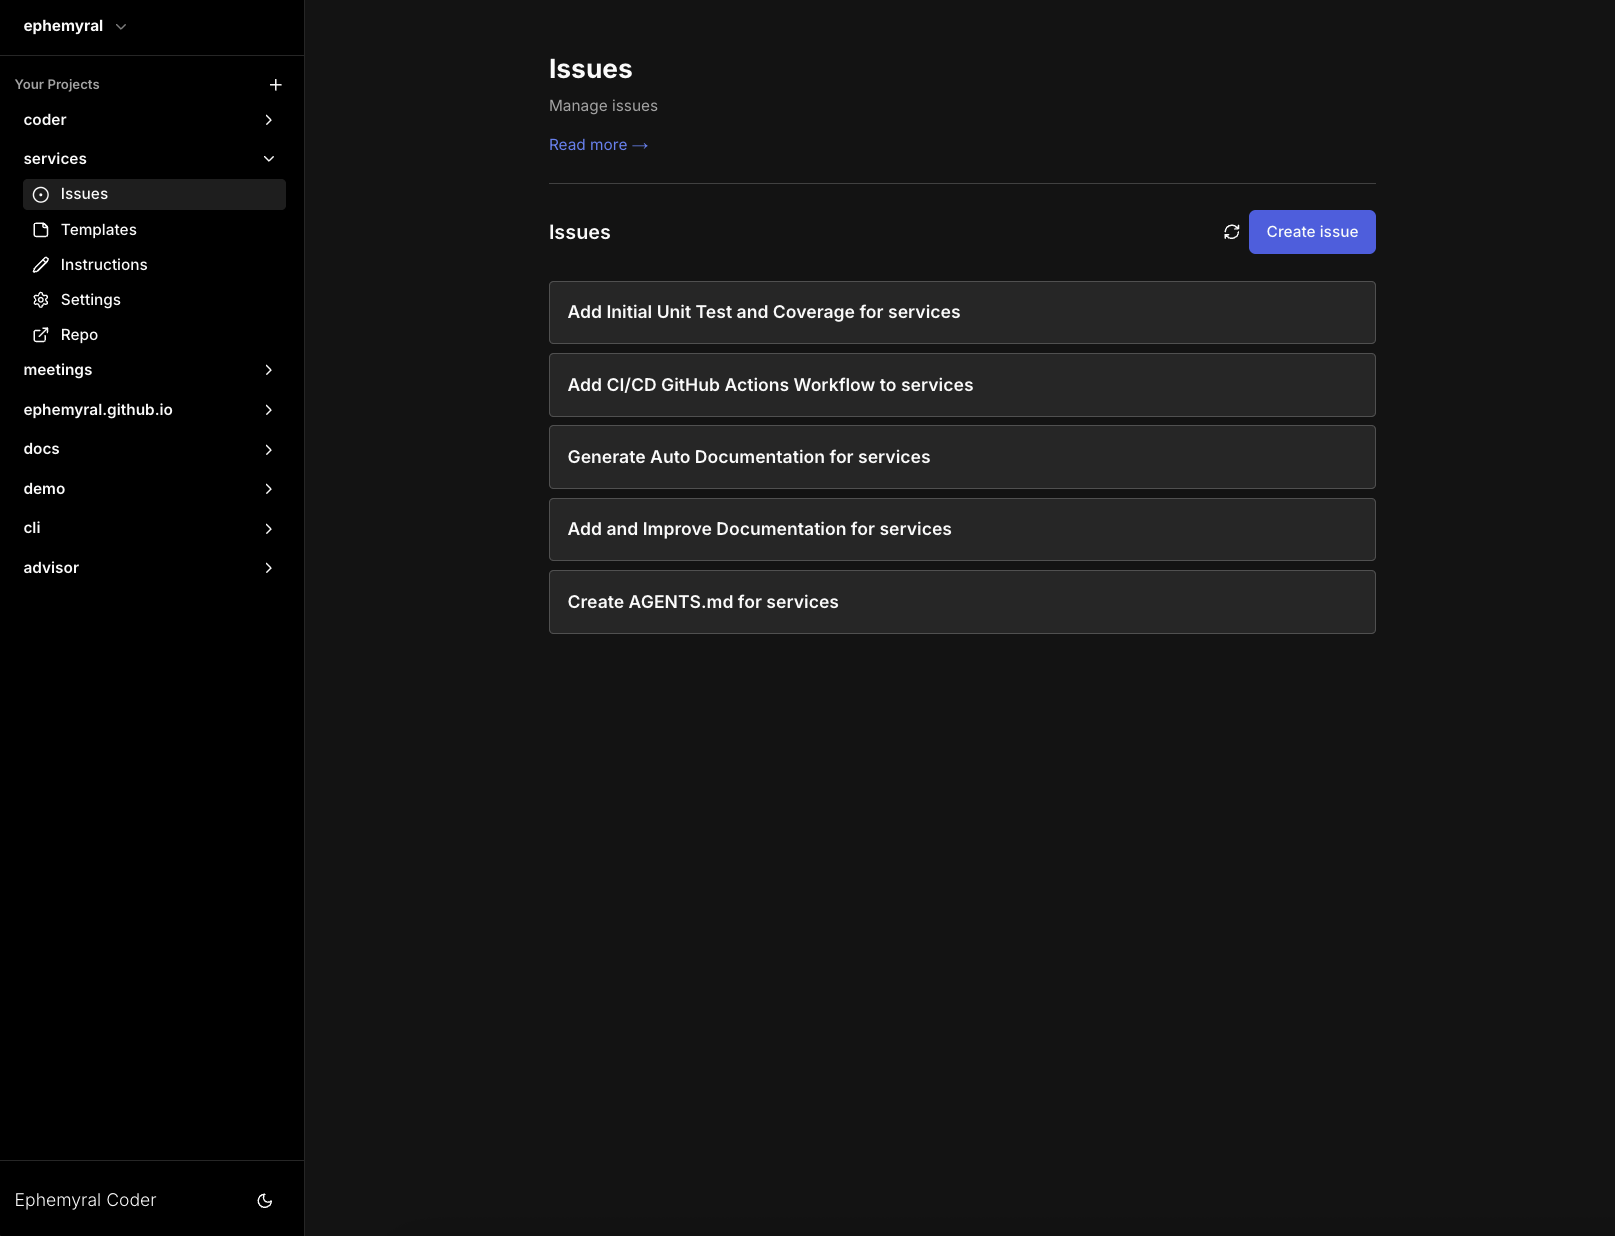 ephemyral
Your Projects
coder
services
Issues
Templates
Instructions
Settings
Repo
meetings
ephemyral.github.io
docs
demo
cli
advisor
Ephemyral Coder
Issues
Manage issues
Read more →
Issues
Create issue
Add Initial Unit Test and Coverage for services
Add CI/CD GitHub Actions Workflow to services
Generate Auto Documentation for services
Add and Improve Documentation for services
Create AGENTS.md for services